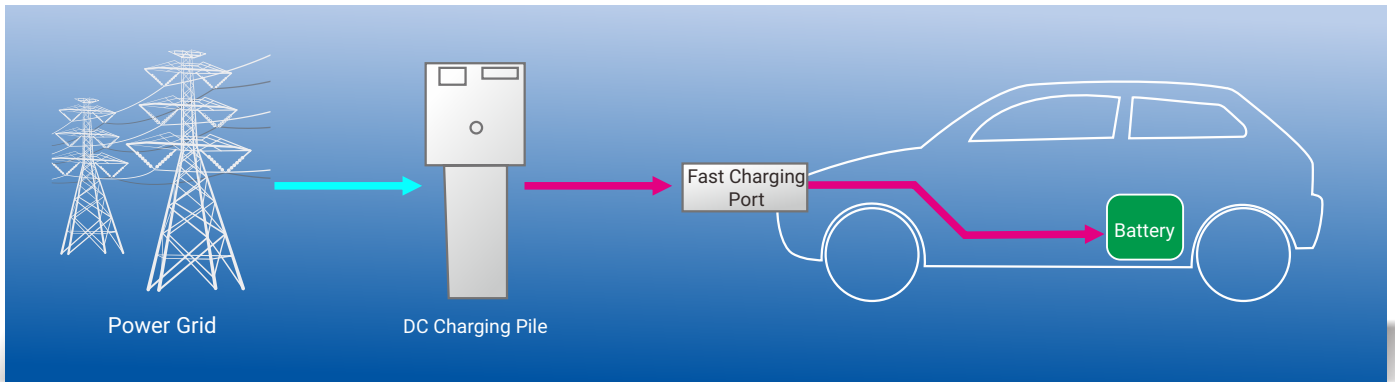 Fast Charging
Port
Battery
Power Grid
DC Charging Pile